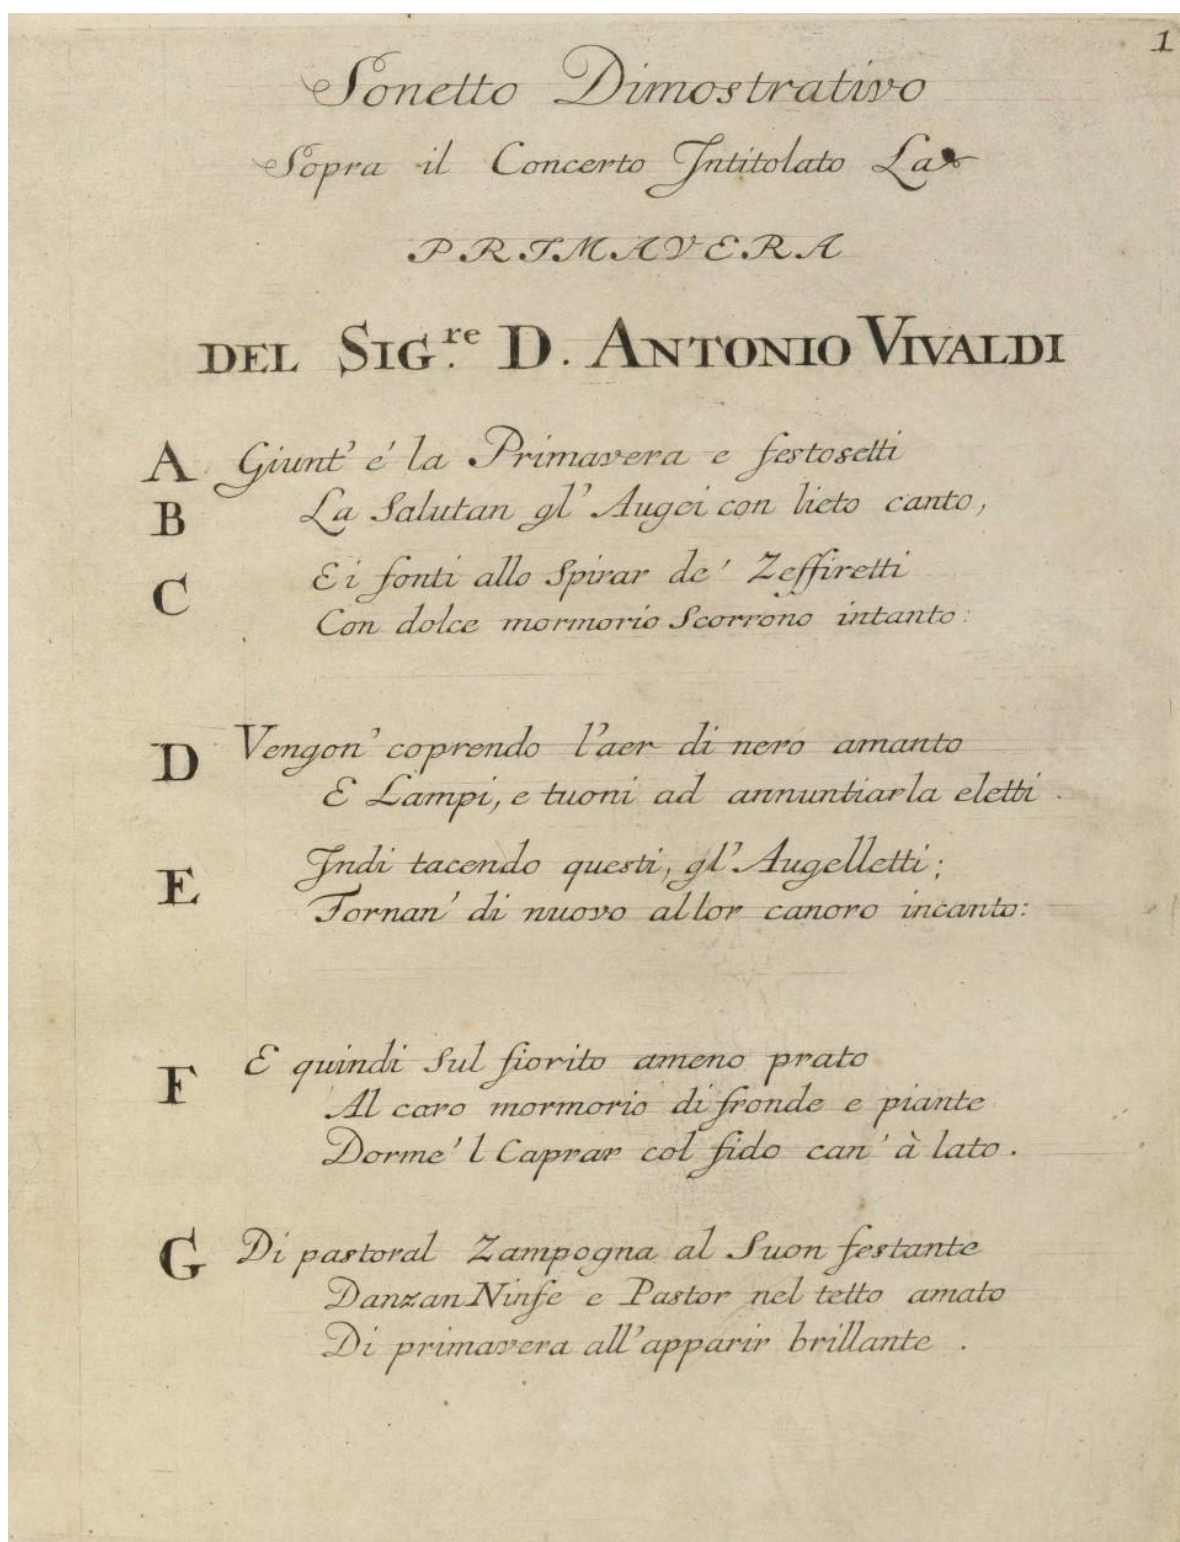 1
Sonetto Dimostrativo
Sopra il Concerto Intitolato La
PRIMAVERA
DEL SIG.re D. ANTONIO VIVALDI
A Giunt' é la Primavera e festosetti
B La Salutan gl' Augei con lieto canto,
C E i fonti allo Spirar de' Zeffiretti
Con dolce mormorio Scorrono intanto:
D Vengon' coprendo l'aer di nero amanto
E Lampi, e tuoni ad annuntiarla eletti.
E Indi tacendo questi, gl' Augelletti;
Tornan' di nuovo al lor canoro incanto:
F E quindi Sul fiorito ameno prato
Al caro mormorio di fronde e piante
Dorme 'l Caprar col fido can' à lato.
G Di pastoral Zampogna al Suon festante
Danzan Ninfe e Pastor nel tetto amato
Di primavera all'apparir brillante.